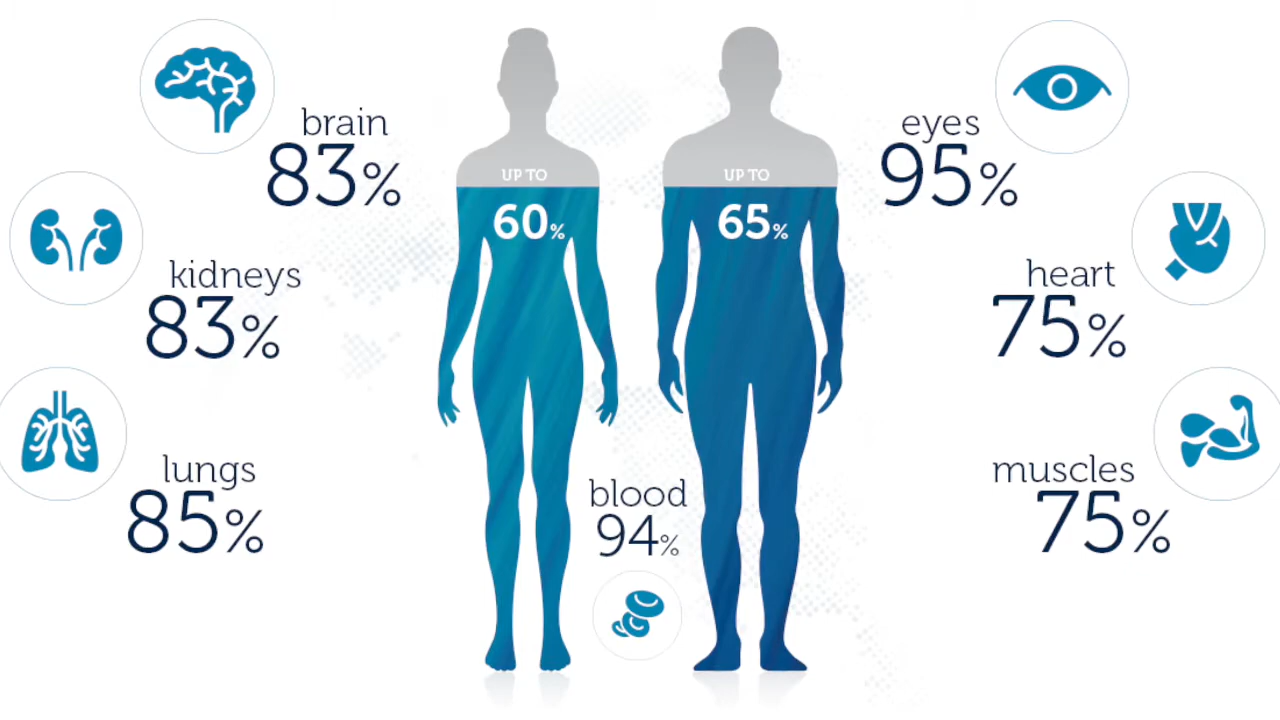 brain
83%
kidneys
83%
lungs
85%
UP TO
60%
UP TO
65%
blood
94%
eyes
95%
heart
75%
muscles
75%